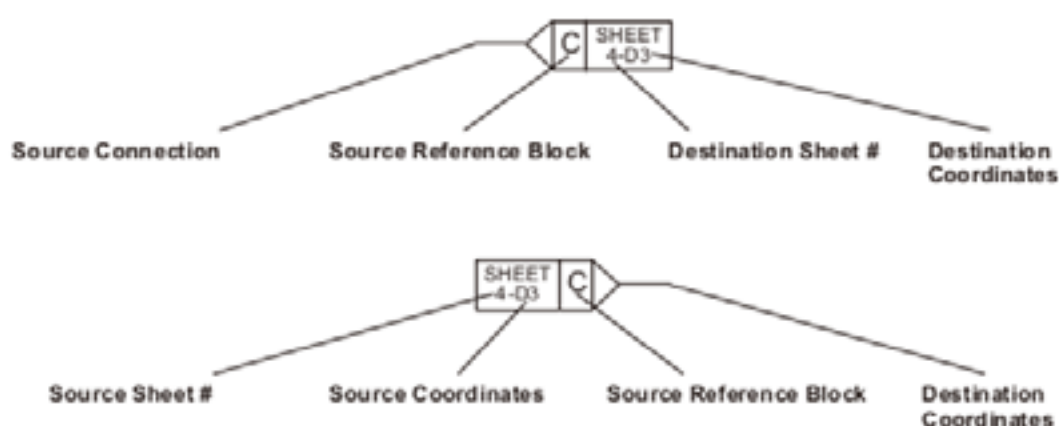 C
SHEET
4-D3
Source Connection
Source Reference Block
Destination Sheet #
Destination
Coordinates
SHEET
4-D3
C
Source Sheet #
Source Coordinates
Source Reference Block
Destination
Coordinates